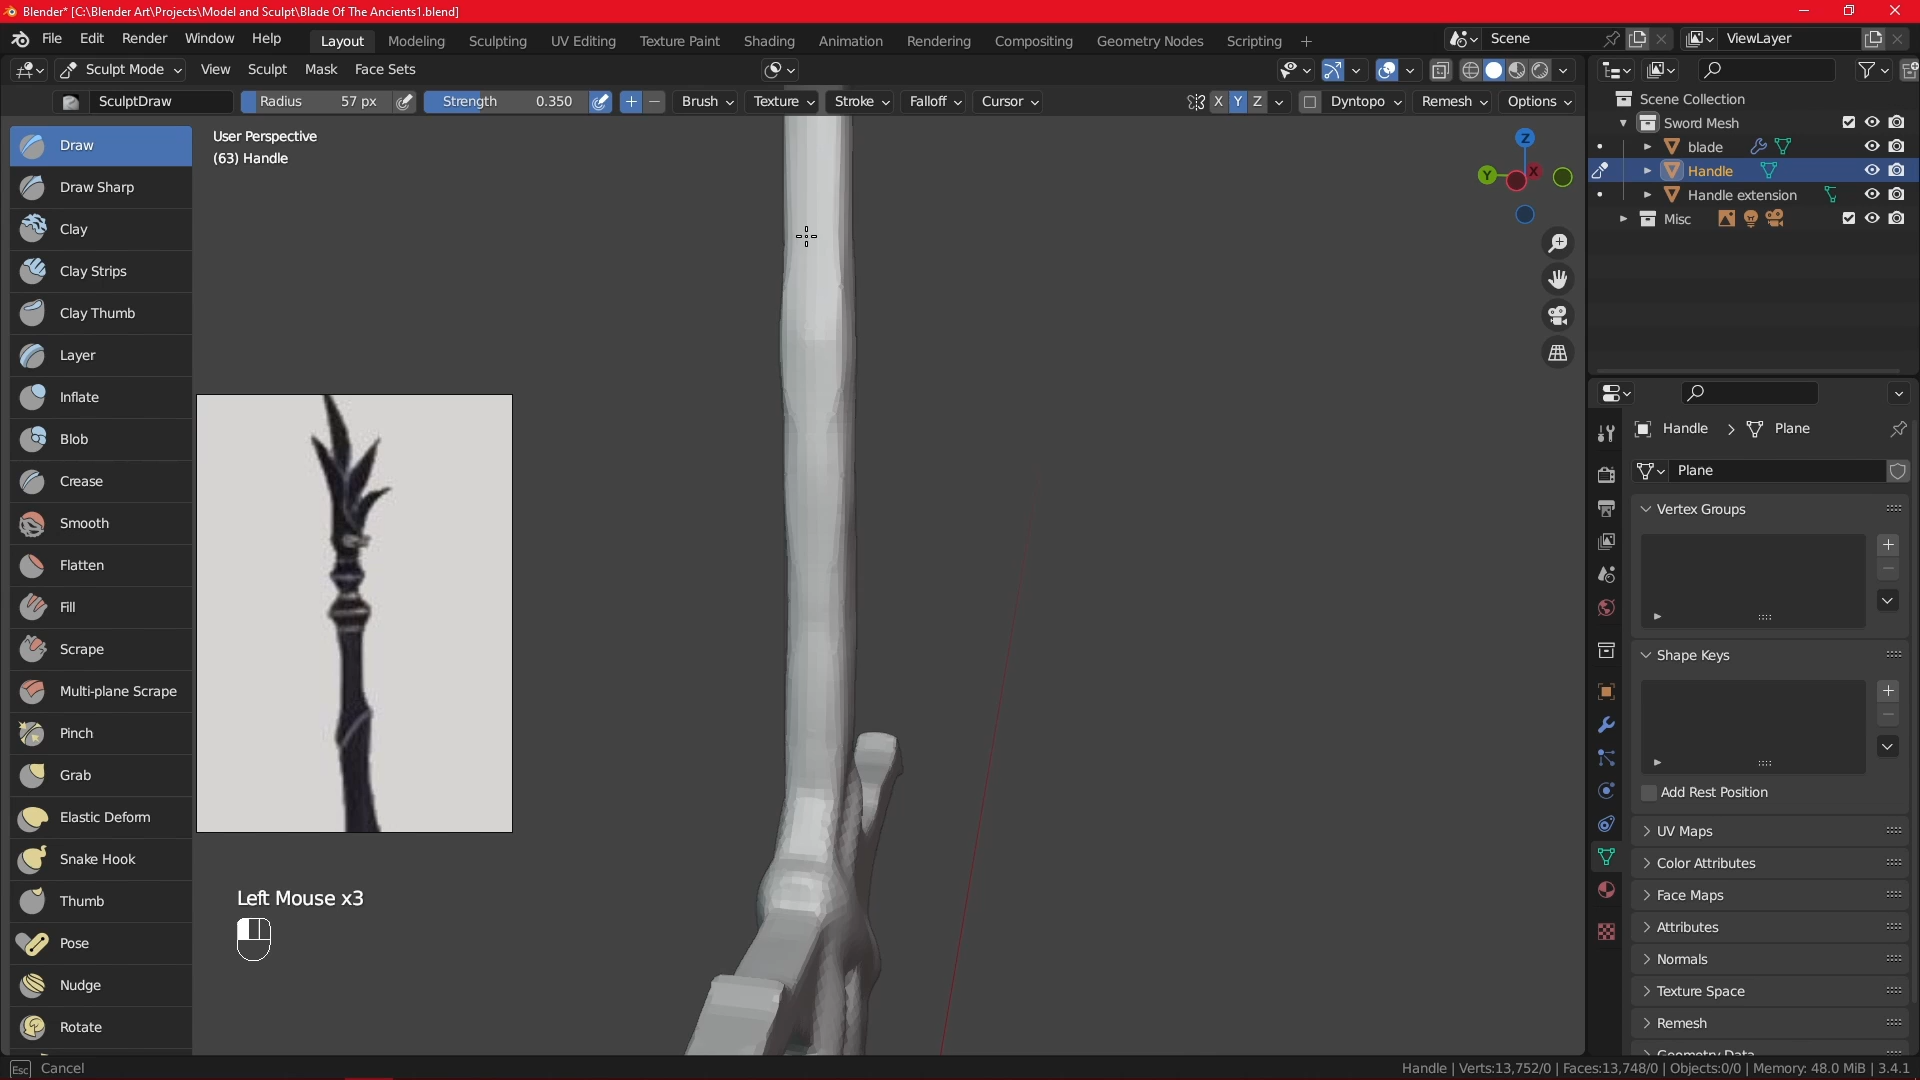 Blender* [C:\Blender Art\Projects\Model and Sculpt\Blade Of The Ancients1.blend]
File Edit Render Window Help Layout Modeling Sculpting UV Editing Texture Paint Shading Animation Rendering Compositing Geometry Nodes Scripting + Scene ViewLayer
Sculpt Mode View Sculpt Mask Face Sets
SculptDraw Radius 57 px Strength 0.350 + − Brush Texture Stroke Falloff Cursor X Y Z Dyntopo Remesh Options
Scene Collection
Sword Mesh
blade
Handle
Handle extension
Misc
User Perspective
(63) Handle
Z
Y
X
Draw
Draw Sharp
Clay
Clay Strips
Clay Thumb
Layer
Inflate
Blob
Crease
Smooth
Flatten
Fill
Scrape
Multi-plane Scrape
Pinch
Grab
Elastic Deform
Snake Hook
Thumb
Pose
Nudge
Rotate
Left Mouse x3
Handle > Plane
Plane
Vertex Groups
Shape Keys
Add Rest Position
UV Maps
Color Attributes
Face Maps
Attributes
Normals
Texture Space
Remesh
Geometry Data
Esc Cancel
Handle | Verts:13,752/0 | Faces:13,748/0 | Objects:0/0 | Memory: 48.0 MiB | 3.4.1